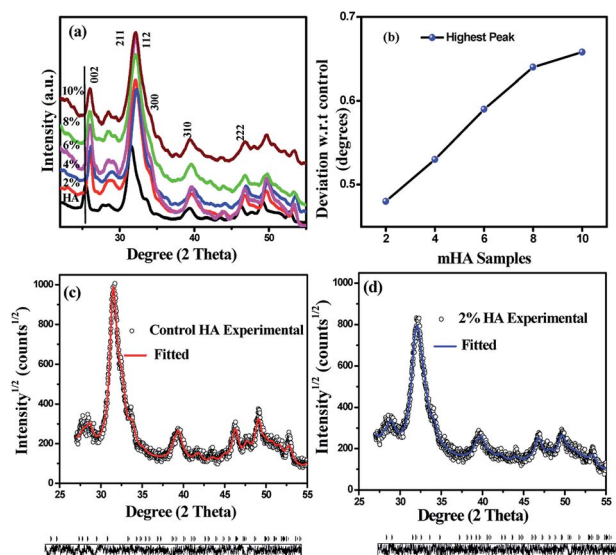 (a)
211
112
002
10%
8%
6%
4%
2%
HA
300
310
222
Intensity (a.u.)
30
40
50
Degree (2 Theta)
(b)
Highest Peak
Deviation w.r.t control
(degrees)
0.7
0.6
0.5
2
4
6
8
10
mHA Samples
(c)
Control HA Experimental
Fitted
Intensity1/2 (counts1/2)
1000
800
600
400
200
0
25
30
35
40
45
50
55
Degree (2 Theta)
(d)
2% HA Experimental
Fitted
Intensity1/2 (counts1/2)
1000
800
600
400
200
0
25
30
35
40
45
50
55
Degree (2 Theta)